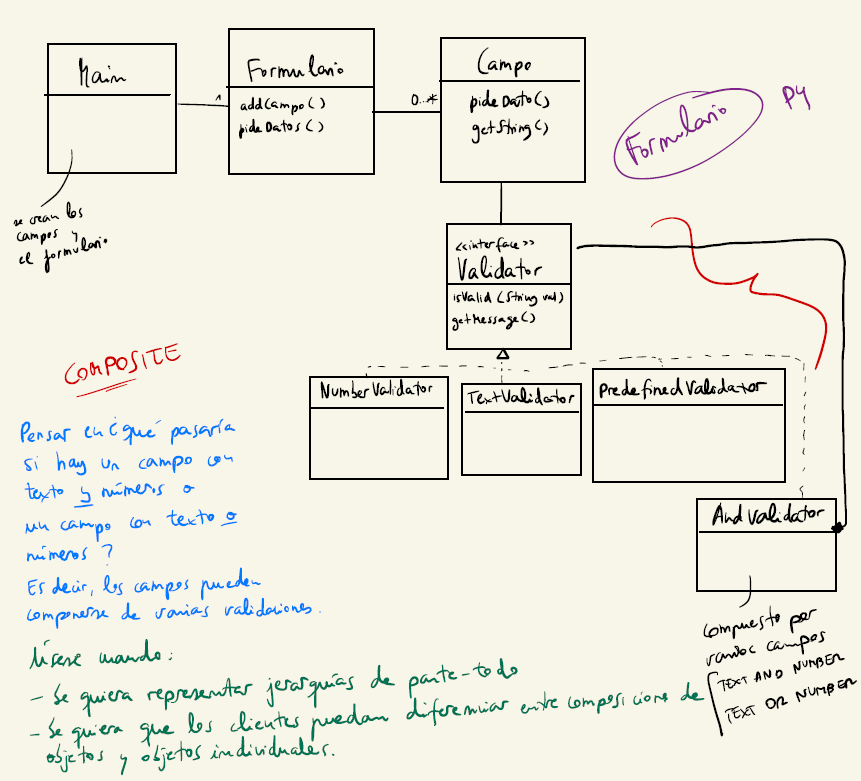 Main
Formulario
addCampo()
pideDatos()
1
0..*
Campo
pideDato()
getString()
Formulario
P4
se crean los
campos y
el formulario
<<interface>>
Validator
isValid (String val)
getMessage()
COMPOSITE
NumberValidator
TextValidator
PredefinedValidator
AndValidator
Pensar en ¿qué pasaría
si hay un campo con
texto y números o
un campo con texto o
números?
Es decir, los campos pueden
componerse de varias validaciones.
compuesto por
varios campos
TEXT AND NUMBER
TEXT OR NUMBER
Úsese cuando:
- Se quiera representar jerarquías de parte-todo
- Se quiera que los clientes puedan diferenciar entre composiciones de
objetos y objetos individuales.